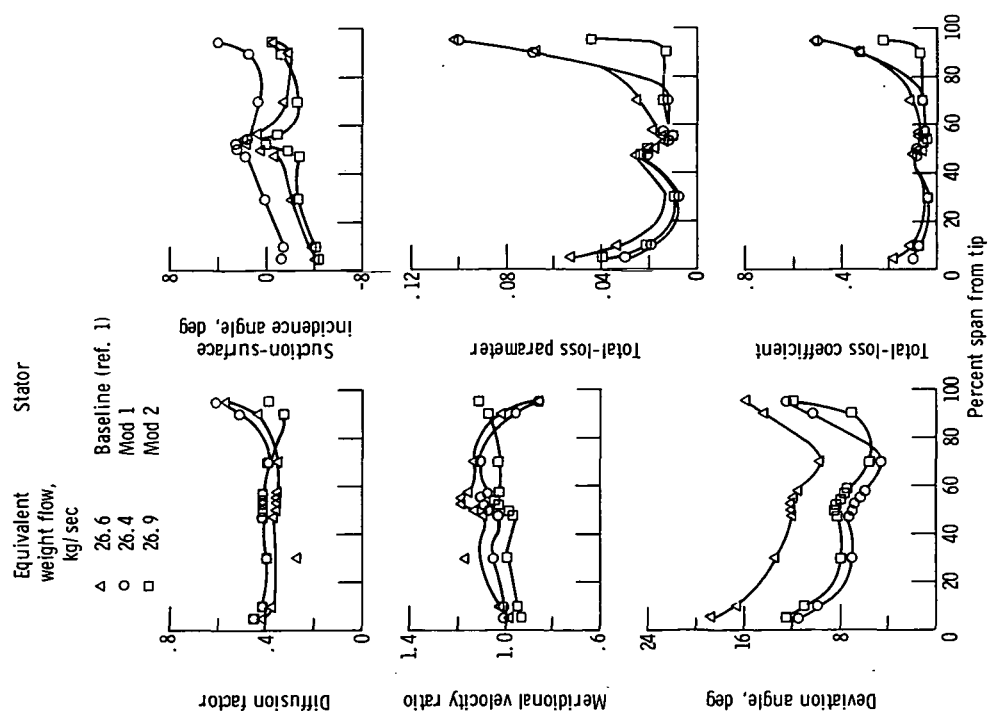 Equivalent weight flow, kg/sec
Stator
△ 26.6 Baseline (ref. 1)
○ 26.4 Mod 1
□ 26.9 Mod 2
Diffusion factor
.8
.4
0
Suction-surface
incidence angle, deg
8
0
-8
Meridional velocity ratio
1.4
1.0
.6
Total-loss parameter
.12
.08
.04
0
Deviation angle, deg
24
16
8
0
0 20 40 60 80 100
Total-loss coefficient
.8
.4
0
0 20 40 60 80 100
Percent span from tip